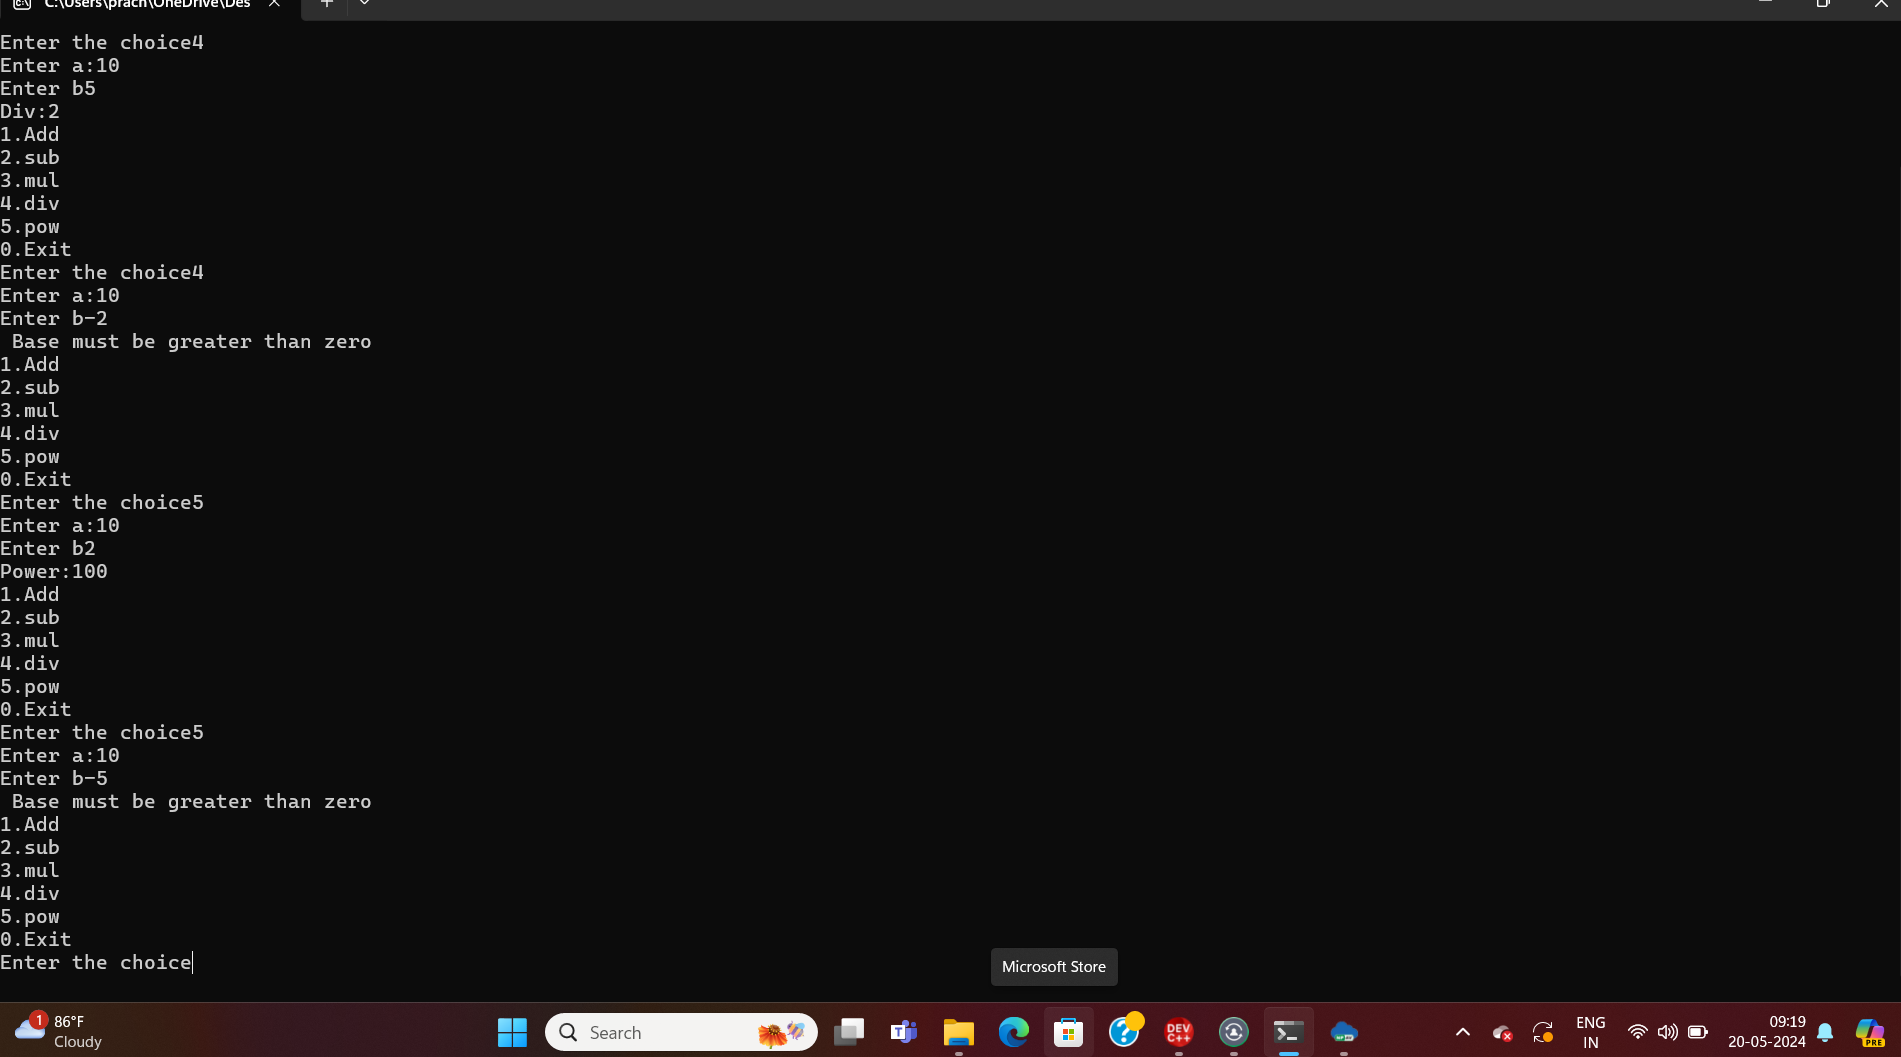 C:\Users\prach\OneDrive\Des
Enter the choice4
Enter a:10
Enter b5
Div:2
1.Add
2.sub
3.mul
4.div
5.pow
0.Exit
Enter the choice4
Enter a:10
Enter b-2
Base must be greater than zero
1.Add
2.sub
3.mul
4.div
5.pow
0.Exit
Enter the choice5
Enter a:10
Enter b2
Power:100
1.Add
2.sub
3.mul
4.div
5.pow
0.Exit
Enter the choice5
Enter a:10
Enter b-5
Base must be greater than zero
1.Add
2.sub
3.mul
4.div
5.pow
0.Exit
Enter the choice
Microsoft Store
1
86°F
Cloudy
Search
DEV
C++
ENG
IN
09:19
20-05-2024
PRE